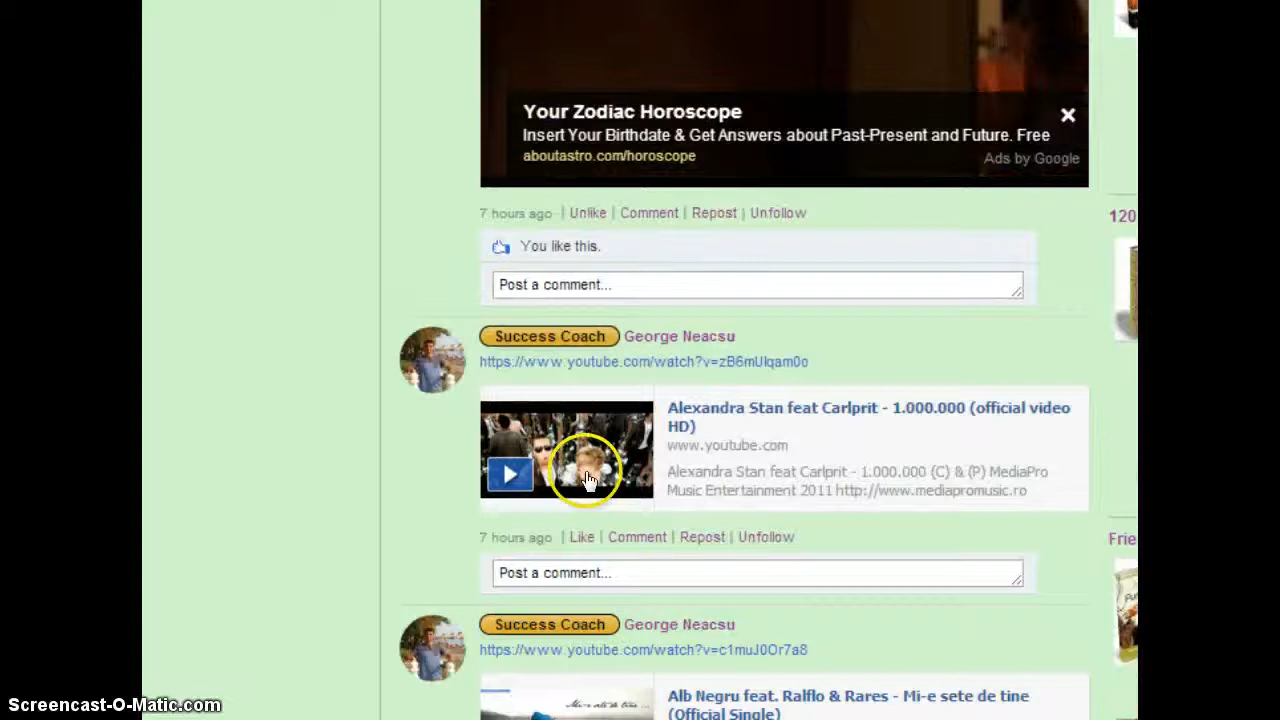 Your Zodiac Horoscope
Insert Your Birthdate & Get Answers about Past-Present and Future. Free
aboutastro.com/horoscope
Ads by Google
7 hours ago | Unlike | Comment | Repost | Unfollow
120
You like this.
Post a comment...
Success Coach George Neacsu
https://www.youtube.com/watch?v=zB6mUlqam0o
Alexandra Stan feat Carlprit - 1.000.000 (official video
HD)
www.youtube.com
Alexandra Stan feat Carlprit - 1.000.000 (C) & (P) MediaPro
Music Entertainment 2011 http://www.mediapromusic.ro
7 hours ago | Like | Comment | Repost | Unfollow
Frie
Post a comment...
Success Coach George Neacsu
https://www.youtube.com/watch?v=c1muJ0Or7a8
Mi-e sete de tine...
Alb Negru feat. Ralflo & Rares - Mi-e sete de tine
(Official Single)
Screencast-O-Matic.com